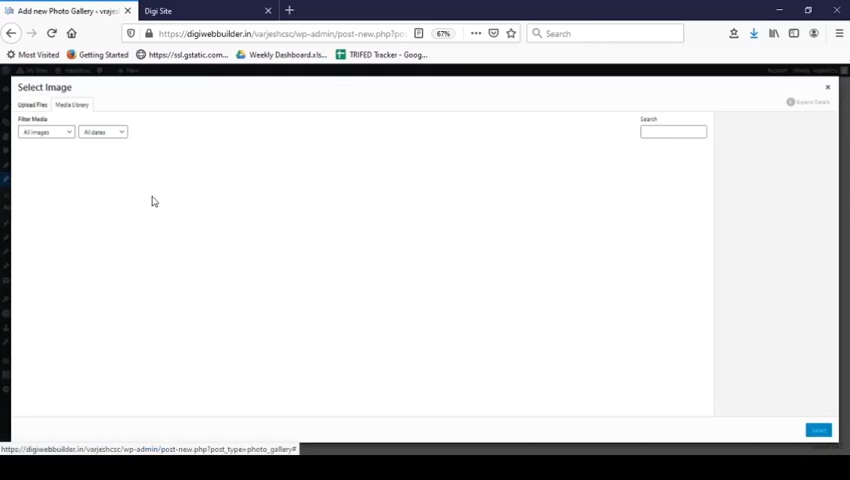 Add new Photo Gallery - vrajesh
Digi Site
https://digiwebbuilder.in/varjeshcsc/wp-admin/post-new.php?po
67%
Search
Most Visited
Getting Started
https://ssl.gstatic.com...
Weekly Dashboard.xls...
TRIFED Tracker - Goog...
Select Image
Upload Files
Media Library
Expand Details
Filter Media
Search
All images
All dates
Select
https://digiwebbuilder.in/varjeshcsc/wp-admin/post-new.php?post_type=photo_gallery#